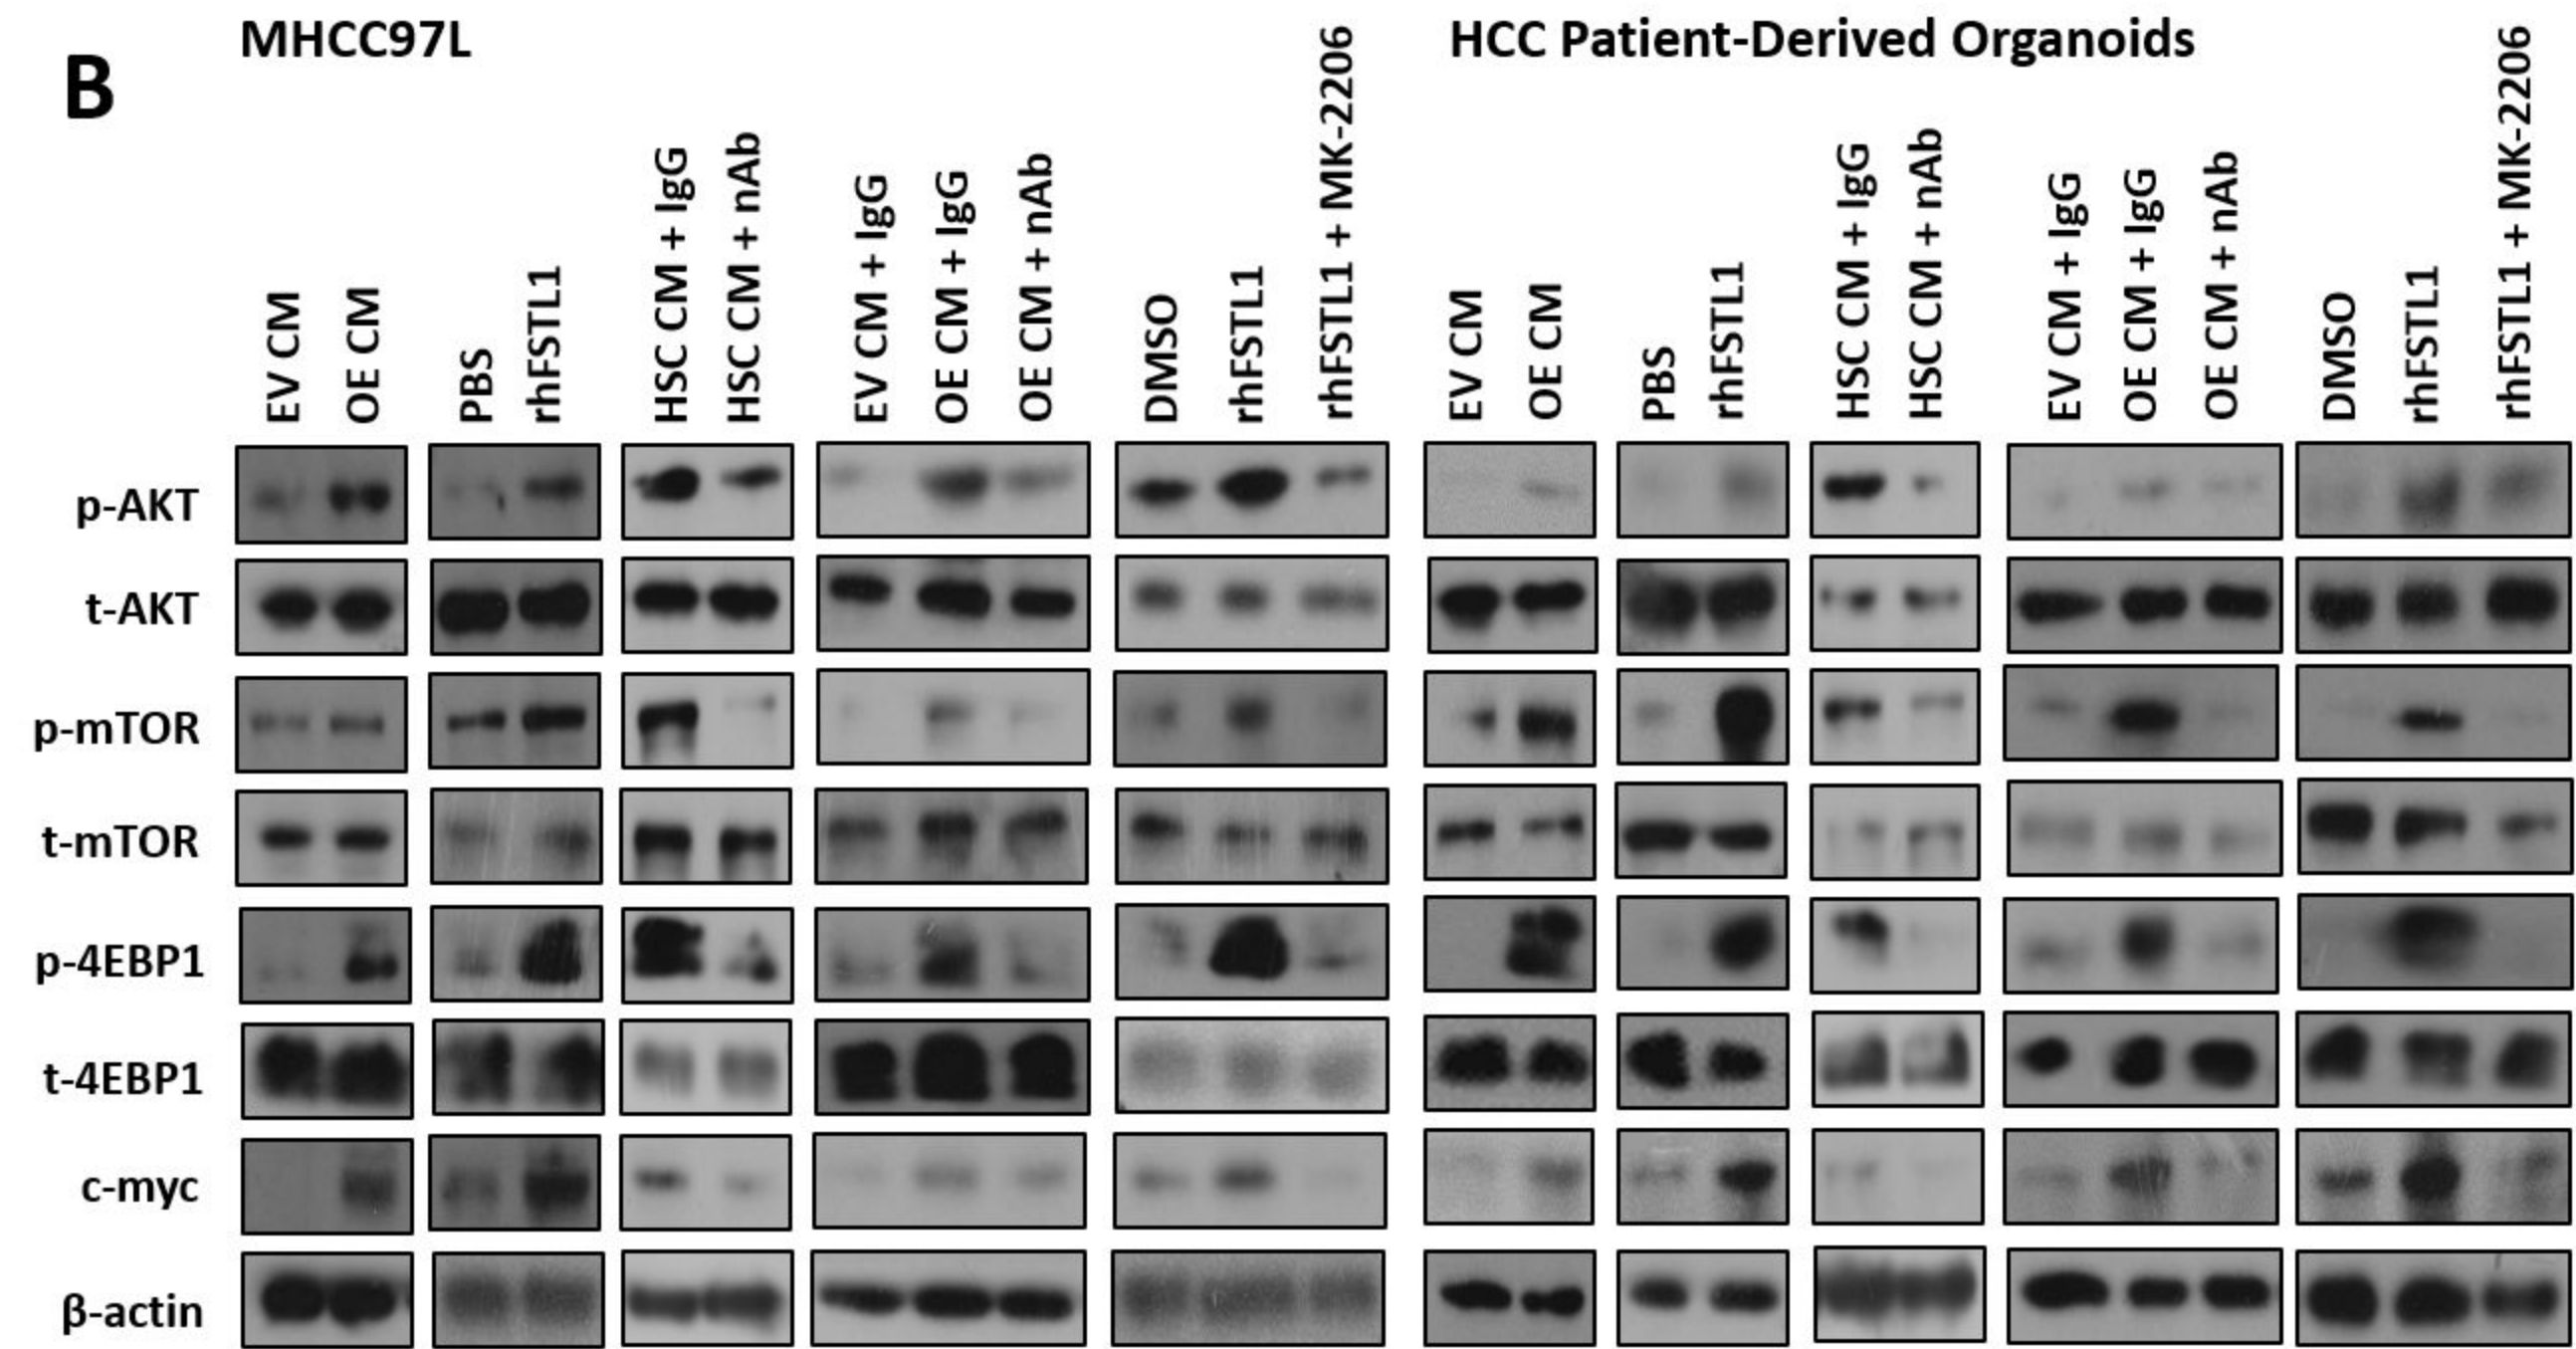 B
MHCC97L
HCC Patient-Derived Organoids
EV CM
OE CM
PBS
rhFSTL1
HSC CM + IgG
HSC CM + nAb
EV CM + IgG
OE CM + IgG
OE CM + nAb
DMSO
rhFSTL1
rhFSTL1 + MK-2206
EV CM
OE CM
PBS
rhFSTL1
HSC CM + IgG
HSC CM + nAb
EV CM + IgG
OE CM + IgG
OE CM + nAb
DMSO
rhFSTL1
rhFSTL1 + MK-2206
p-AKT
t-AKT
p-mTOR
t-mTOR
p-4EBP1
t-4EBP1
c-myc
β-actin